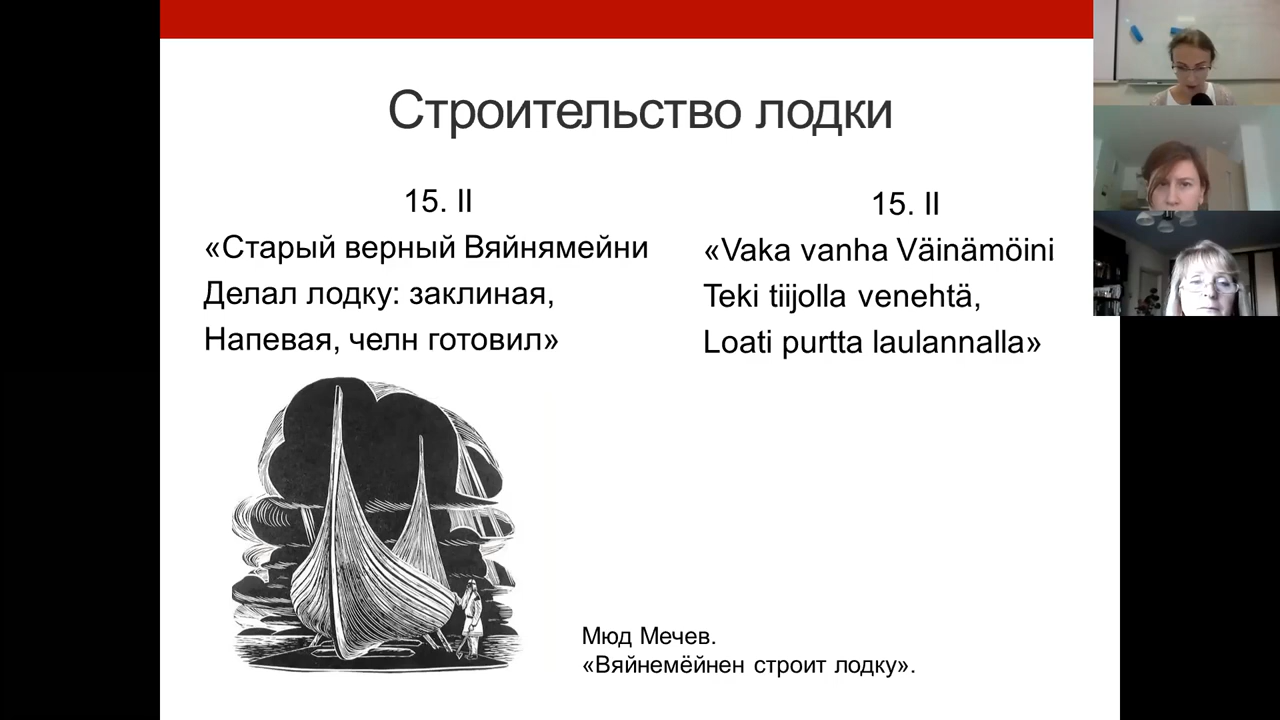 Строительство лодки
15. II
«Старый верный Вяйнямейни
Делал лодку: заклиная,
Напевая, челн готовил»
15. II
«Vaka vanha Väinämöini
Teki tiijolla venehtä,
Loati purtta laulannalla»
Мюд Мечев.
«Вяйнемёйнен строит лодку».